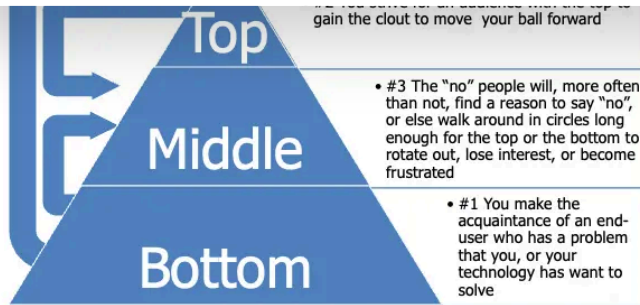 Top
gain the clout to move your ball forward
Middle
• #3 The “no” people will, more often
than not, find a reason to say “no”,
or else walk around in circles long
enough for the top or the bottom to
rotate out, lose interest, or become
frustrated
Bottom
• #1 You make the
acquaintance of an end-
user who has a problem
that you, or your
technology has want to
solve